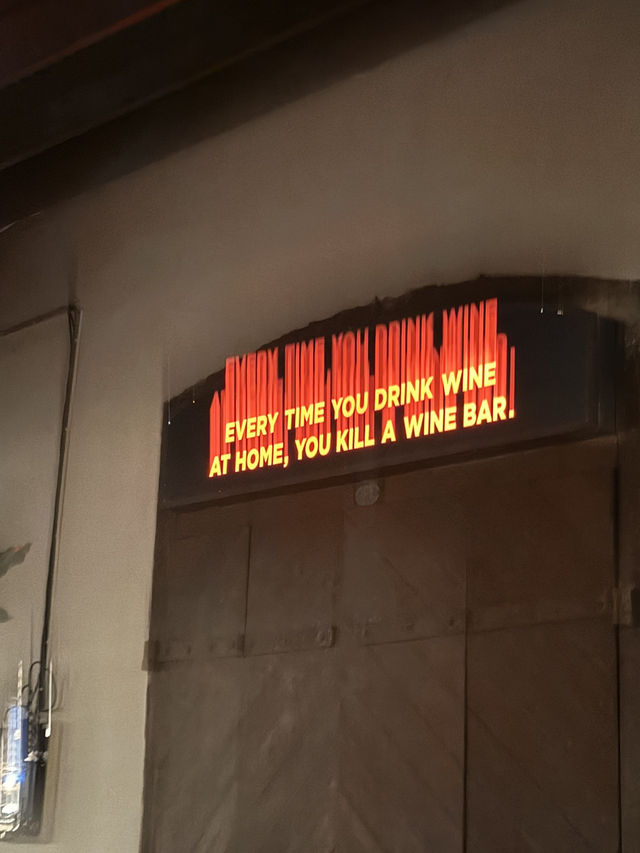 EVERY TIME YOU DRINK WINE
AT HOME, YOU KILL A WINE BAR.